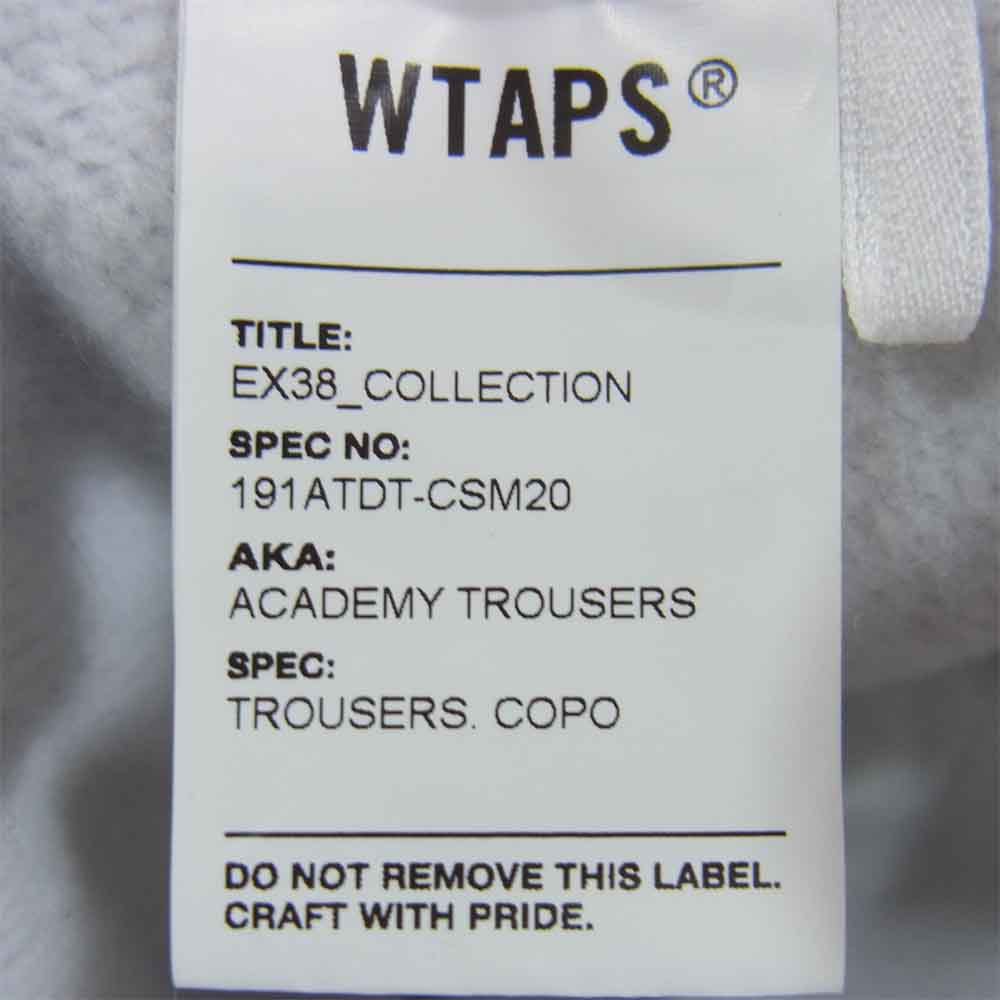 WTAPS®
TITLE:
EX38_COLLECTION
SPEC NO:
191ATDT-CSM20
AKA:
ACADEMY TROUSERS
SPEC:
TROUSERS. COPO
DO NOT REMOVE THIS LABEL.
CRAFT WITH PRIDE.